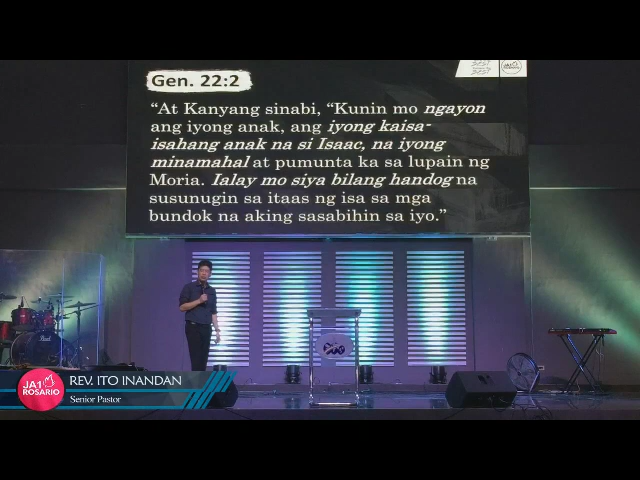 Gen. 22:2
“At Kanyang sinabi, “Kunin mo ngayon
ang iyong anak, ang iyong kaisa-
isahang anak na si Isaac, na iyong
minamahal at pumunta ka sa lupain ng
Moria. Ialay mo siya bilang handog na
susunugin sa itaas ng isa sa mga
bundok na aking sasabihin sa iyo.”
JA1
ROSARIO
REV. ITO INANDAN
Senior Pastor